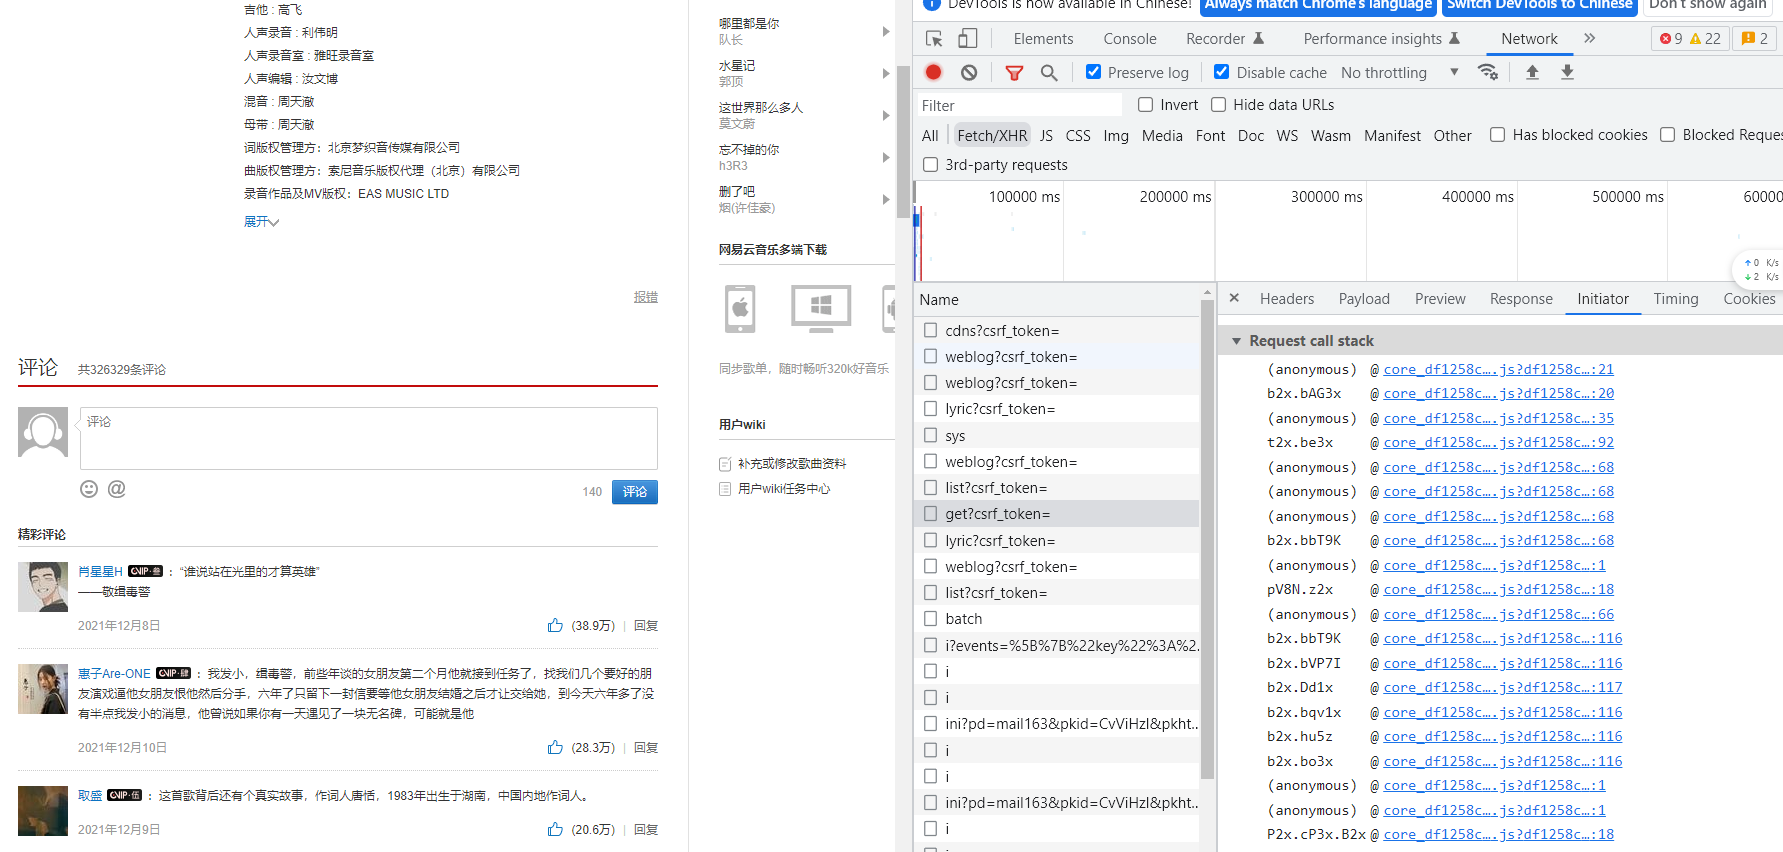 吉他 : 高飞
人声录音 : 利伟明
人声录音室 : 雅旺录音室
人声编辑 : 汝文博
混音 : 周天澈
母带 : 周天澈
词版权管理方：北京梦织音传媒有限公司
曲版权管理方：索尼音乐版权代理（北京）有限公司
录音作品及MV版权：EAS MUSIC LTD
展开
报错
评论 共326329条评论
评论
140 评论
精彩评论
肖星星H CVIP·叁 ：“谁说站在光里的才算英雄”
——敬缉毒警
2021年12月8日 (38.9万) | 回复
惠子Are-ONE CVIP·肆 ：我发小，缉毒警，前些年谈的女朋友第二个月他就接到任务了，找我们几个要好的朋
友演戏逼他女朋友恨他然后分手，六年了只留下一封信要等他女朋友结婚之后才让交给她，到今天六年多了没
有半点我发小的消息，他曾说如果你有一天遇见了一块无名碑，可能就是他
2021年12月10日 (28.3万) | 回复
取盛 CVIP·伍 ：这首歌背后还有个真实故事，作词人唐恬，1983年出生于湖南，中国内地作词人。
2021年12月9日 (20.6万) | 回复
哪里都是你
队长
水星记
郭顶
这世界那么多人
莫文蔚
忘不掉的你
h3R3
删了吧
烟(许佳豪)
网易云音乐多端下载
同步歌单，随时畅听320k好音乐
用户wiki
补充或修改歌曲资料
用户wiki任务中心
DevTools is now available in Chinese! Always match Chrome's language Switch DevTools to Chinese Don't show again
Elements Console Recorder Performance insights Network 9 22 2
Preserve log Disable cache No throttling
Filter Invert Hide data URLs
All Fetch/XHR JS CSS Img Media Font Doc WS Wasm Manifest Other Has blocked cookies Blocked Reques
3rd-party requests
100000 ms 200000 ms 300000 ms 400000 ms 500000 ms 60000
0 K/s
2 K/s
Name
cdns?csrf_token=
weblog?csrf_token=
weblog?csrf_token=
lyric?csrf_token=
sys
weblog?csrf_token=
list?csrf_token=
get?csrf_token=
lyric?csrf_token=
weblog?csrf_token=
list?csrf_token=
batch
i?events=%5B%7B%22key%22%3A%2...
i
i
ini?pd=mail163&pkid=CvViHzl&pkht...
i
i
ini?pd=mail163&pkid=CvViHzl&pkht...
i
Headers Payload Preview Response Initiator Timing Cookies
Request call stack
(anonymous) @ core_df1258c….js?df1258c…:21
b2x.bAG3x @ core_df1258c….js?df1258c…:20
(anonymous) @ core_df1258c….js?df1258c…:35
t2x.be3x @ core_df1258c….js?df1258c…:92
(anonymous) @ core_df1258c….js?df1258c…:68
(anonymous) @ core_df1258c….js?df1258c…:68
(anonymous) @ core_df1258c….js?df1258c…:68
b2x.bbT9K @ core_df1258c….js?df1258c…:68
(anonymous) @ core_df1258c….js?df1258c…:1
pV8N.z2x @ core_df1258c….js?df1258c…:18
(anonymous) @ core_df1258c….js?df1258c…:66
b2x.bbT9K @ core_df1258c….js?df1258c…:116
b2x.bVP7I @ core_df1258c….js?df1258c…:116
b2x.Dd1x @ core_df1258c….js?df1258c…:117
b2x.bqv1x @ core_df1258c….js?df1258c…:116
b2x.hu5z @ core_df1258c….js?df1258c…:116
b2x.bo3x @ core_df1258c….js?df1258c…:116
(anonymous) @ core_df1258c….js?df1258c…:1
(anonymous) @ core_df1258c….js?df1258c…:1
P2x.cP3x.B2x @ core_df1258c….js?df1258c…:18